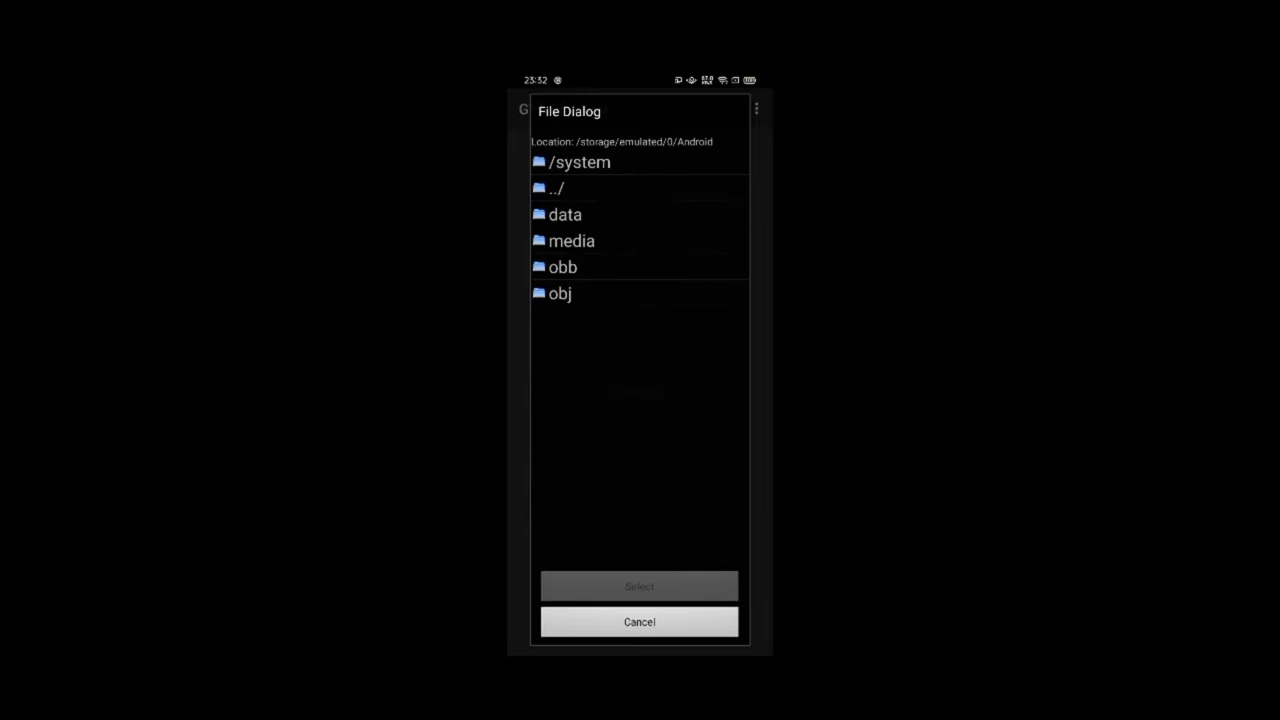 23:32
G
File Dialog
Location: /storage/emulated/0/Android
/system
../
data
media
obb
obj
Select
Cancel